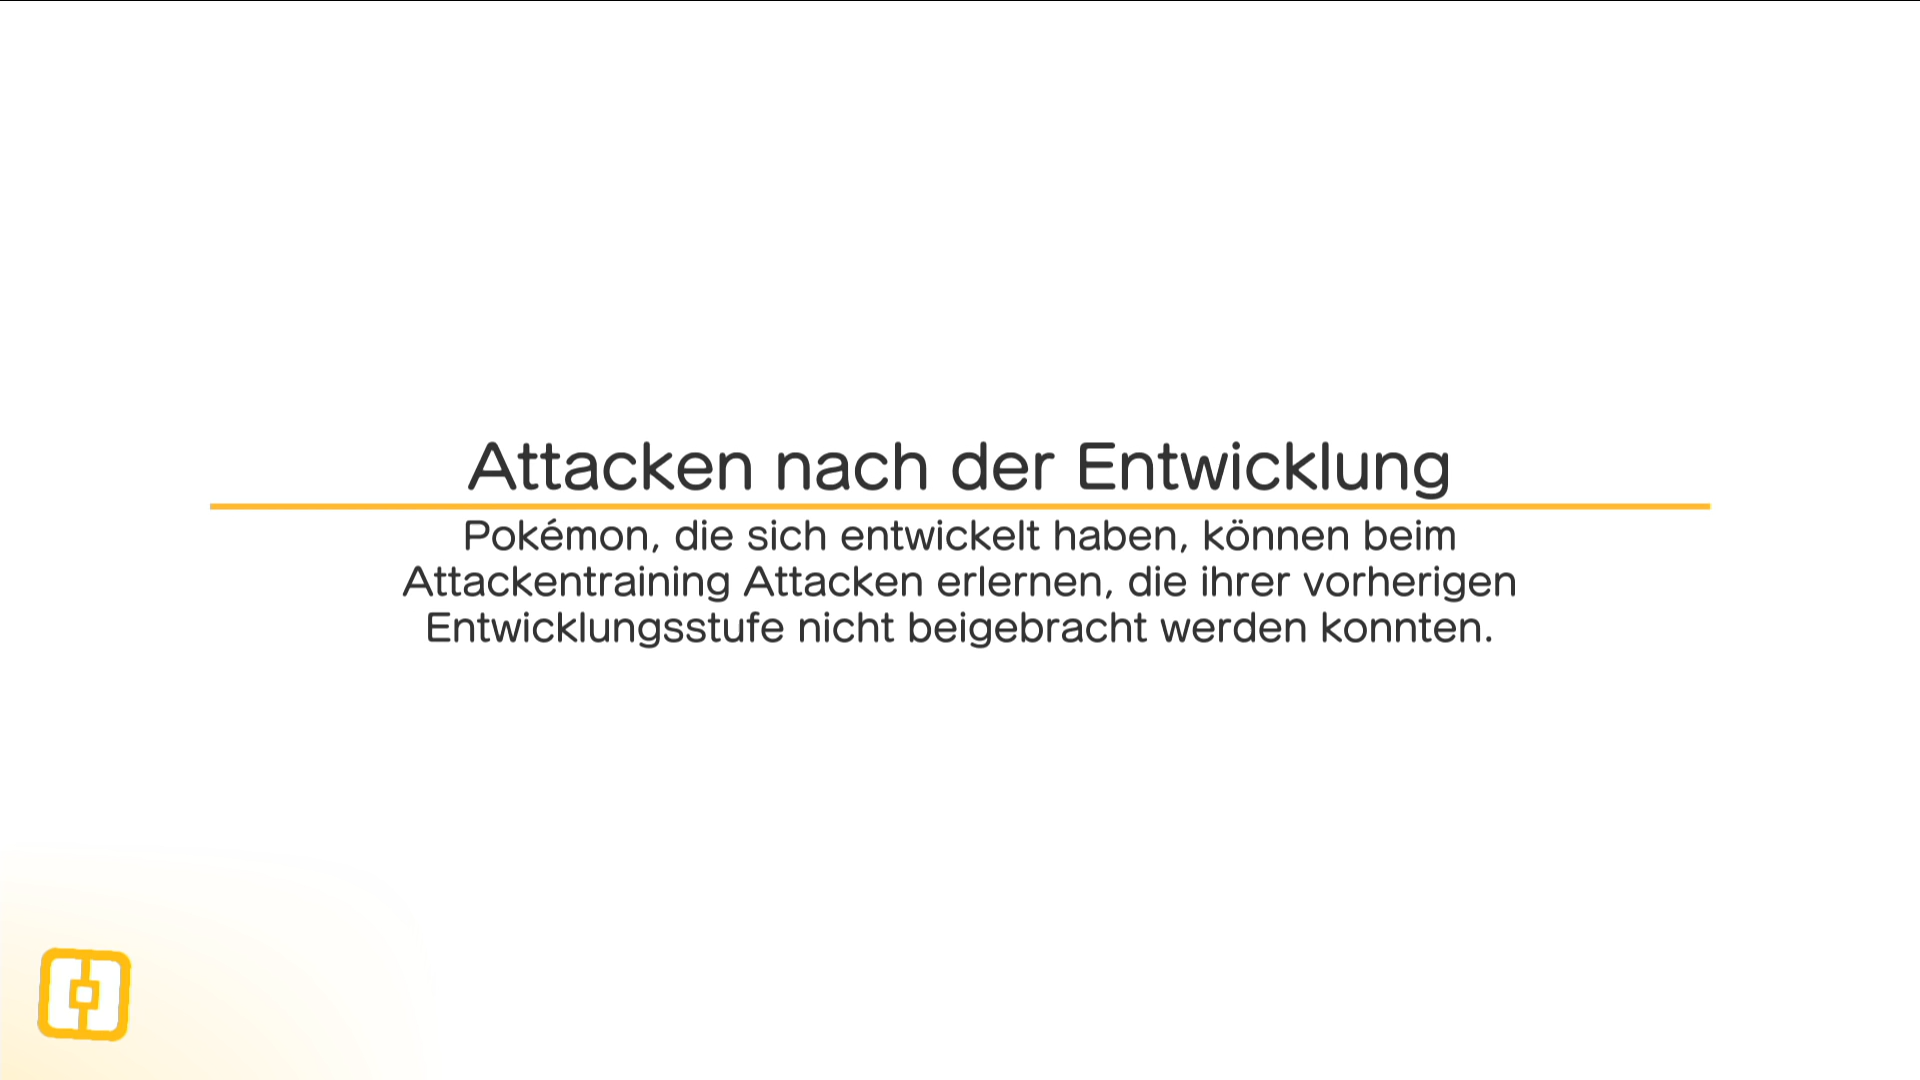 Attacken nach der Entwicklung
Pokémon, die sich entwickelt haben, können beim
Attackentraining Attacken erlernen, die ihrer vorherigen
Entwicklungsstufe nicht beigebracht werden konnten.